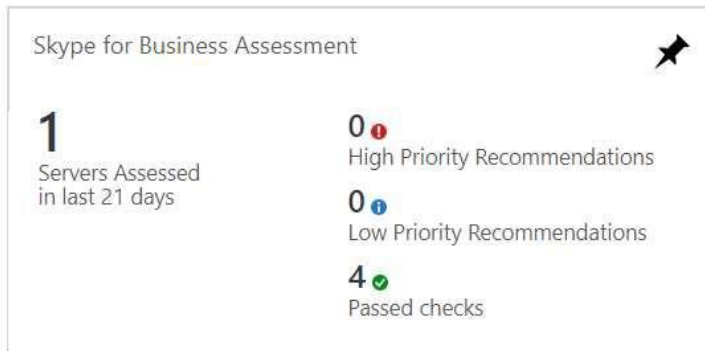 Skype for Business Assessment
1
Servers Assessed
in last 21 days
0
High Priority Recommendations
0
Low Priority Recommendations
4
Passed checks